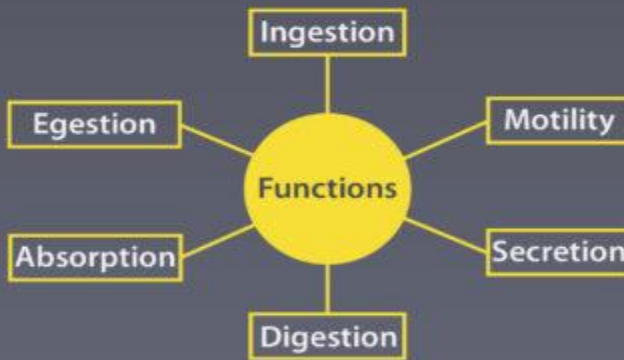 Ingestion
Egestion
Motility
Functions
Absorption
Secretion
Digestion